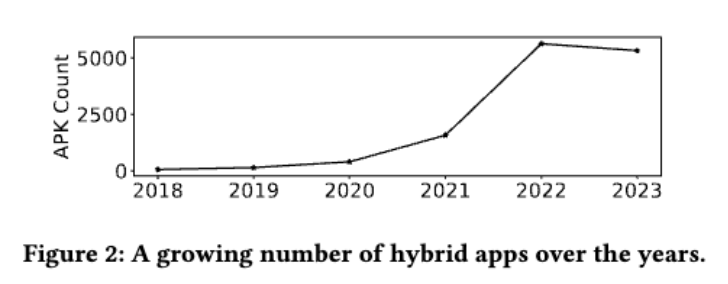 APK Count
5000
2500
0
2018 2019 2020 2021 2022 2023
Figure 2: A growing number of hybrid apps over the years.